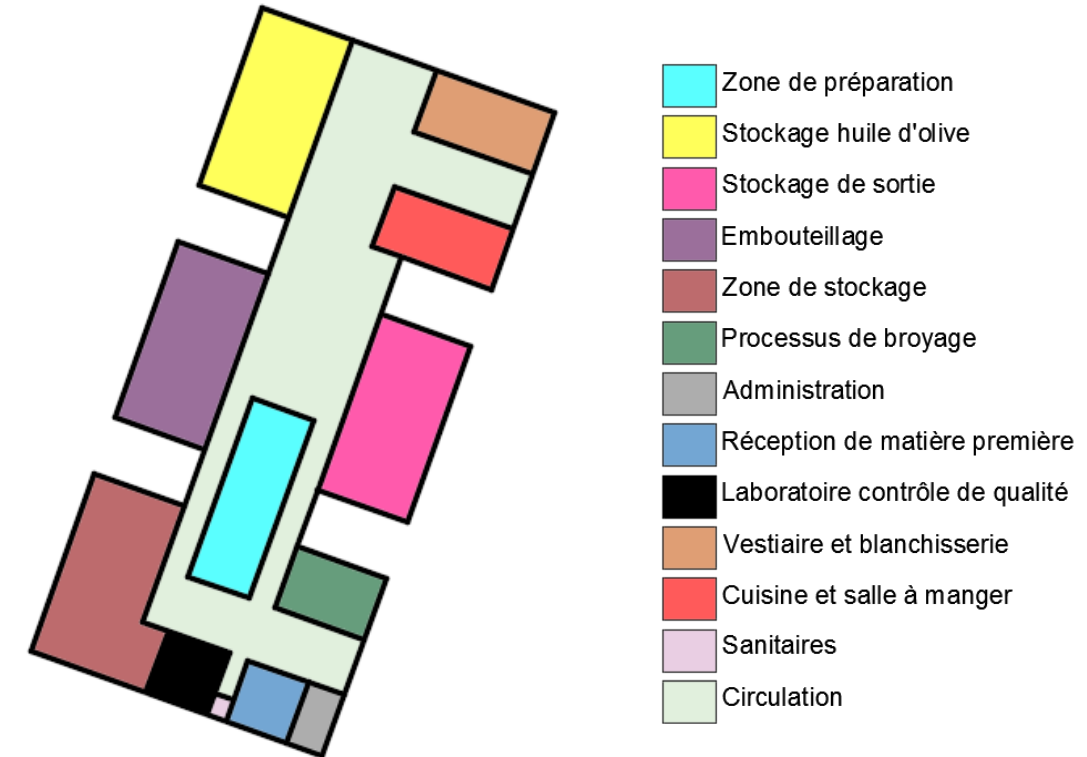 Zone de préparation
Stockage huile d'olive
Stockage de sortie
Embouteillage
Zone de stockage
Processus de broyage
Administration
Réception de matière première
Laboratoire contrôle de qualité
Vestiaire et blanchisserie
Cuisine et salle à manger
Sanitaires
Circulation